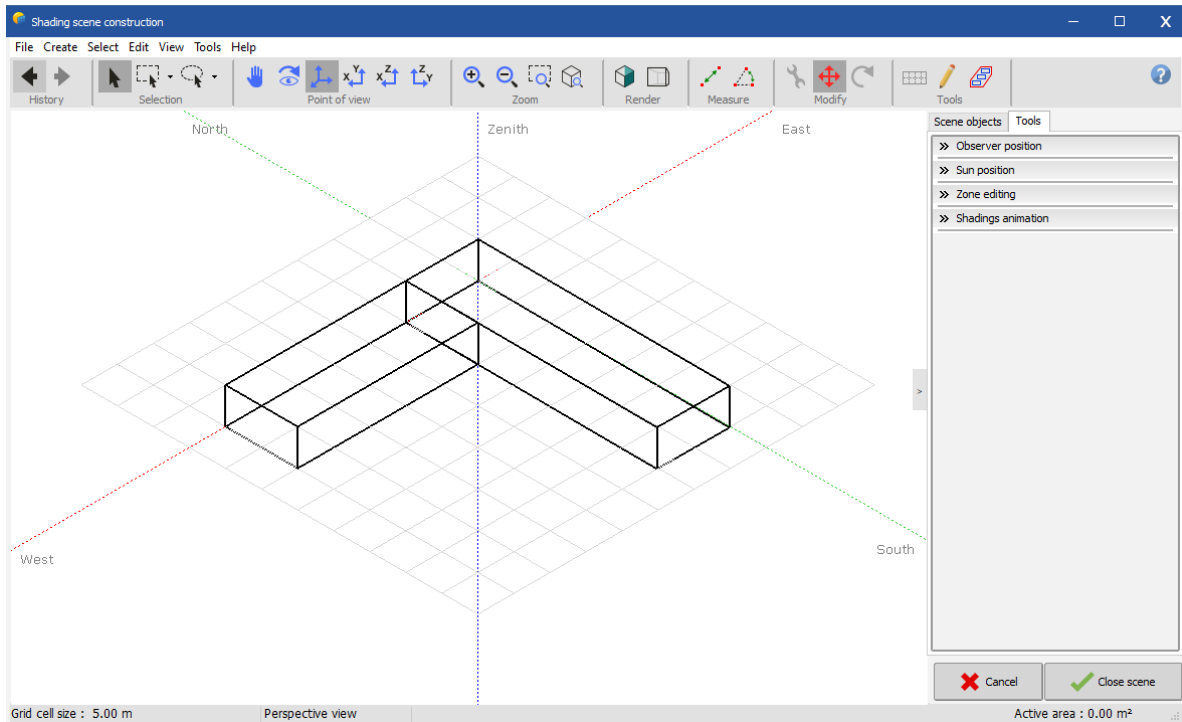 Shading scene construction
File Create Select Edit View Tools Help
X Y X Z Z Y
History Selection Point of view Zoom Render Measure Modify Tools
North Zenith East
West
South
Scene objects Tools
Observer position
Sun position
Zone editing
Shadings animation
Cancel Close scene
Grid cell size : 5.00 m Perspective view Active area : 0.00 m²